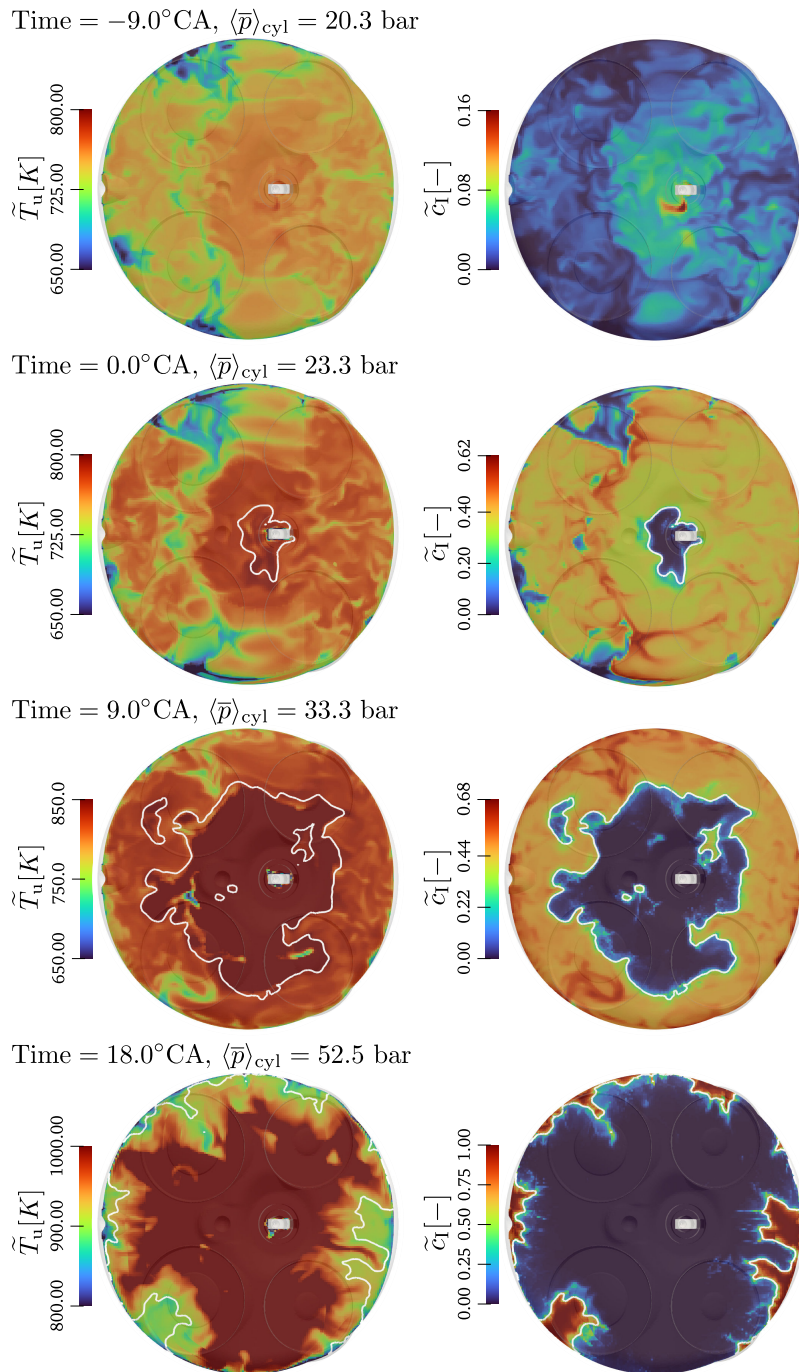 Time = −9.0°CA, ⟨p̅⟩cyl = 20.3 bar
800.00
725.00
650.00
T̃u[K]
0.16
0.08
0.00
c̃I[−]
Time = 0.0°CA, ⟨p̅⟩cyl = 23.3 bar
800.00
725.00
650.00
T̃u[K]
0.62
0.40
0.20
0.00
c̃I[−]
Time = 9.0°CA, ⟨p̅⟩cyl = 33.3 bar
850.0
750.0
650.00
T̃u[K]
0.68
0.44
0.22
0.00
c̃I[−]
Time = 18.0°CA, ⟨p̅⟩cyl = 52.5 bar
1000.00
900.00
800.00
T̃u[K]
1.00
0.75
0.50
0.25
0.00
c̃I[−]